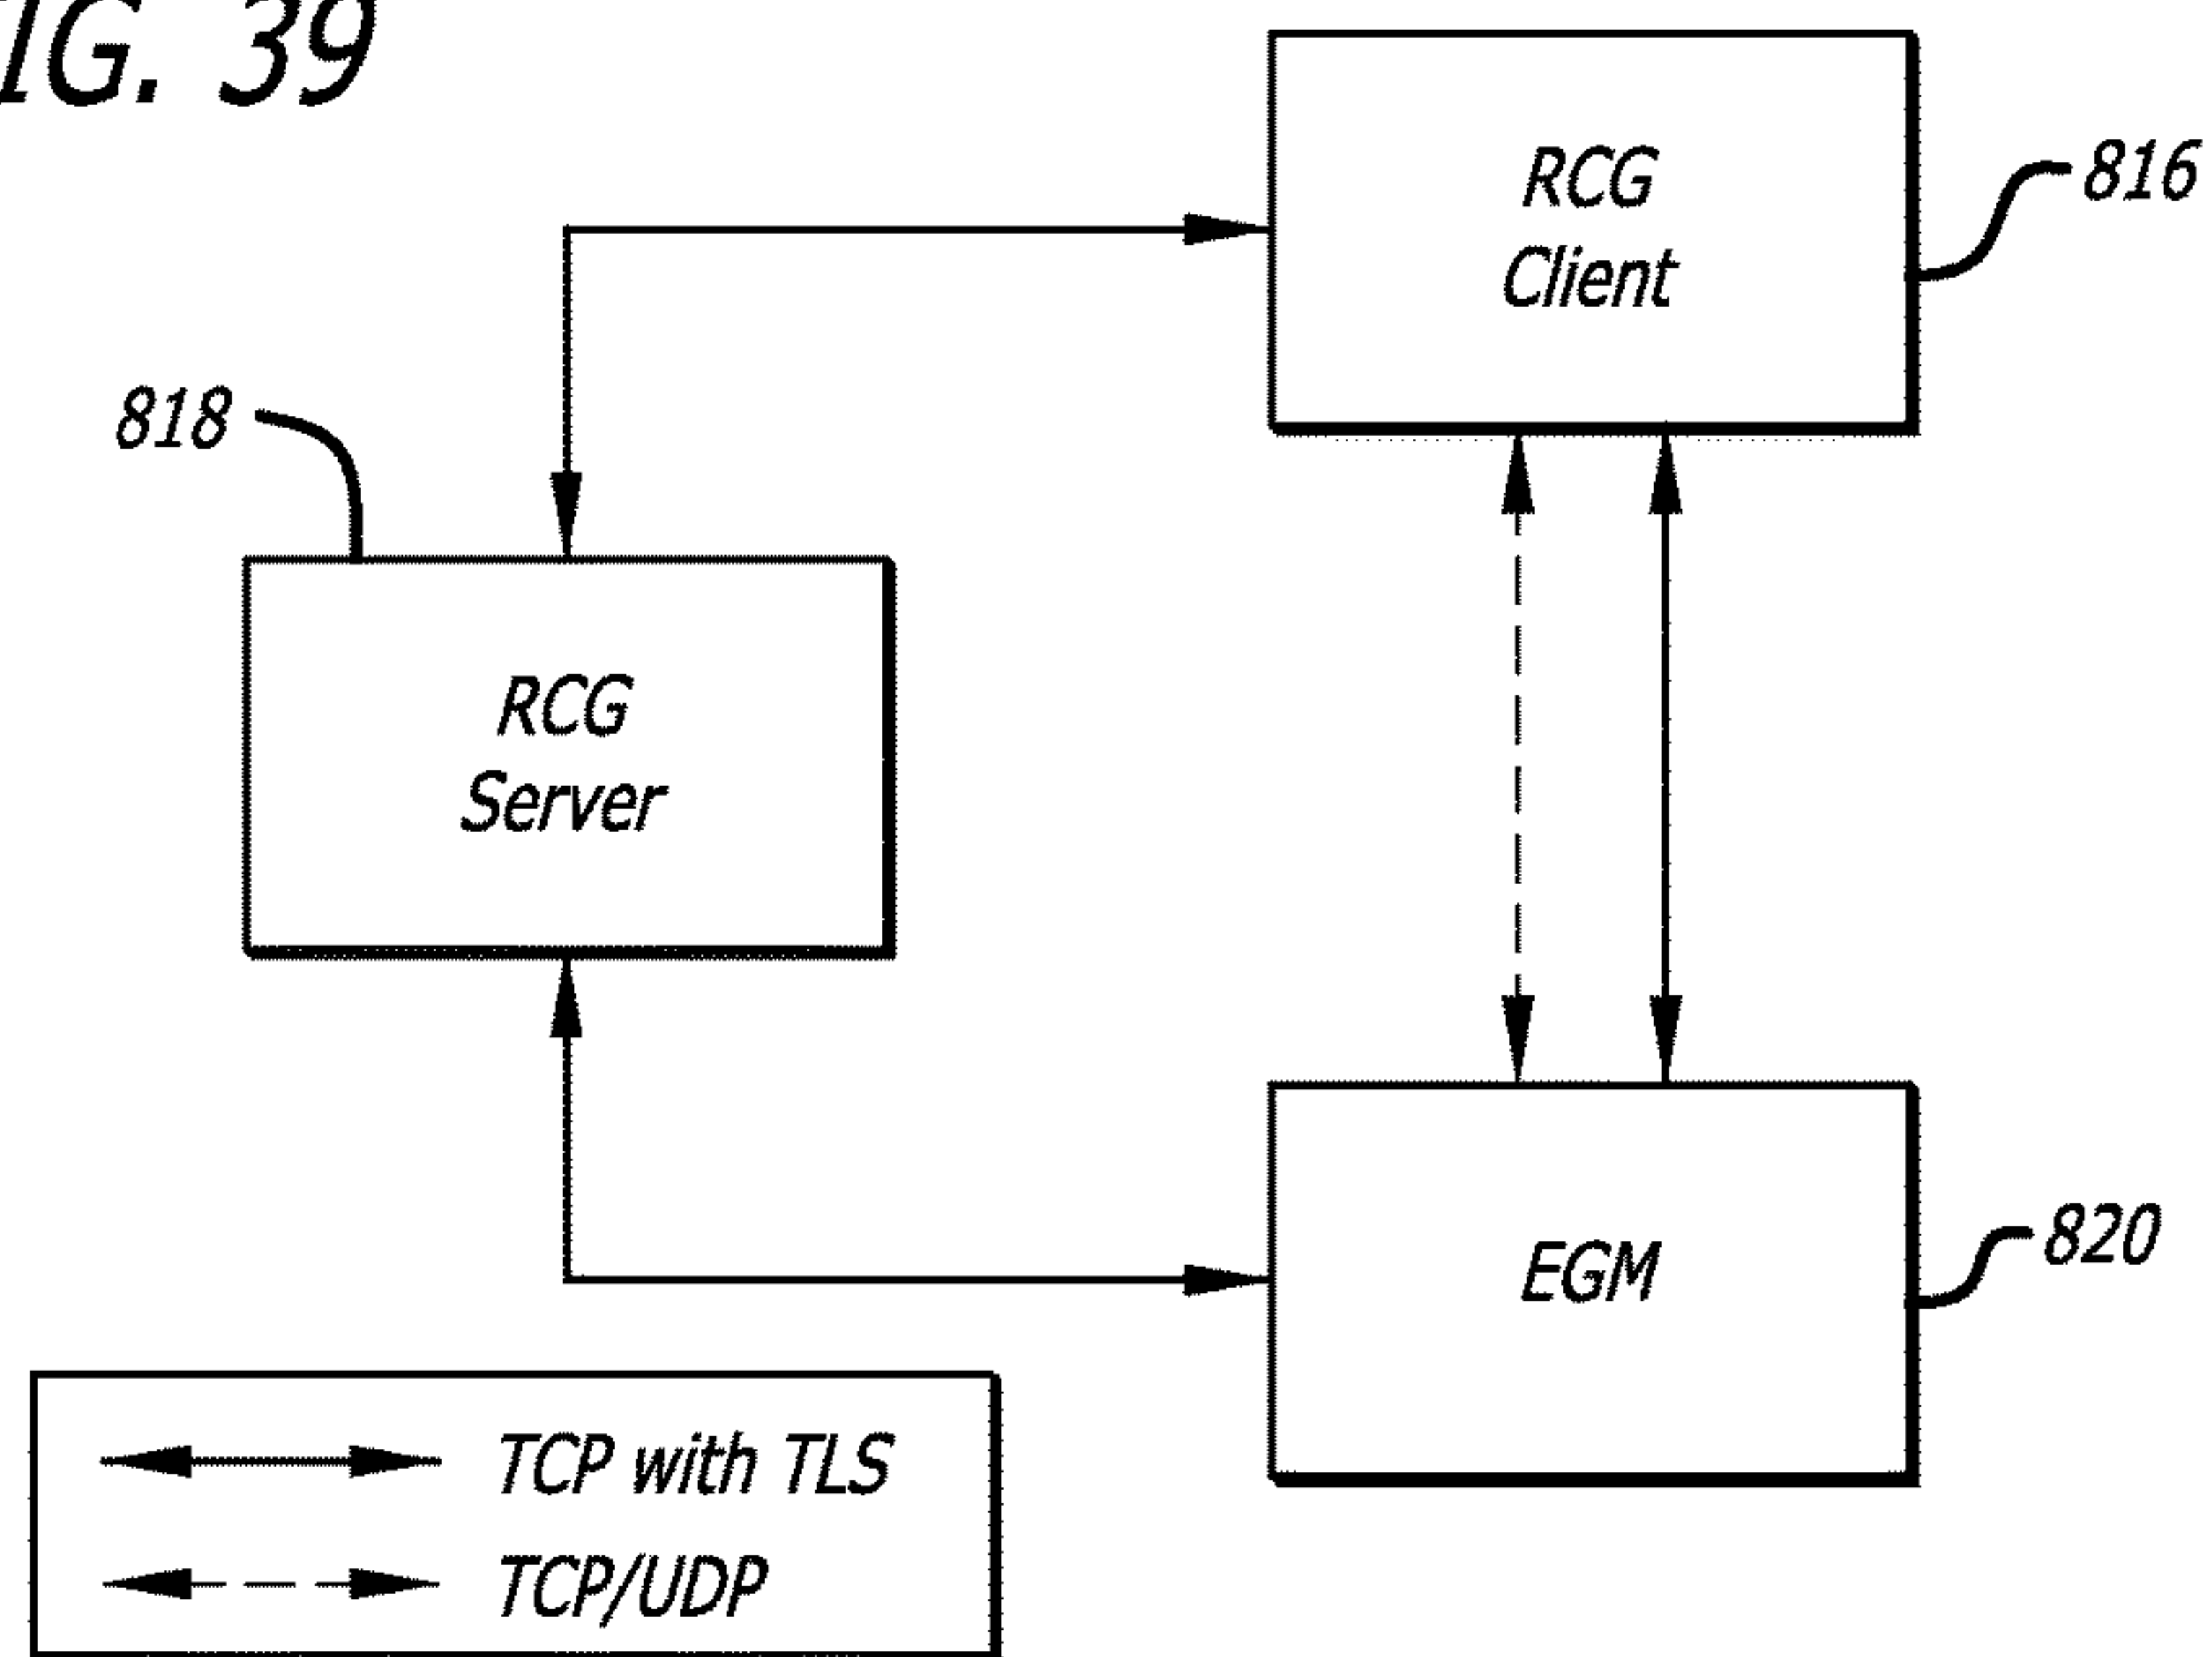 IG. 39
RCG
Client
816
818
RCG
Server
EGM
820
TCP with TLS
TCP/UDP